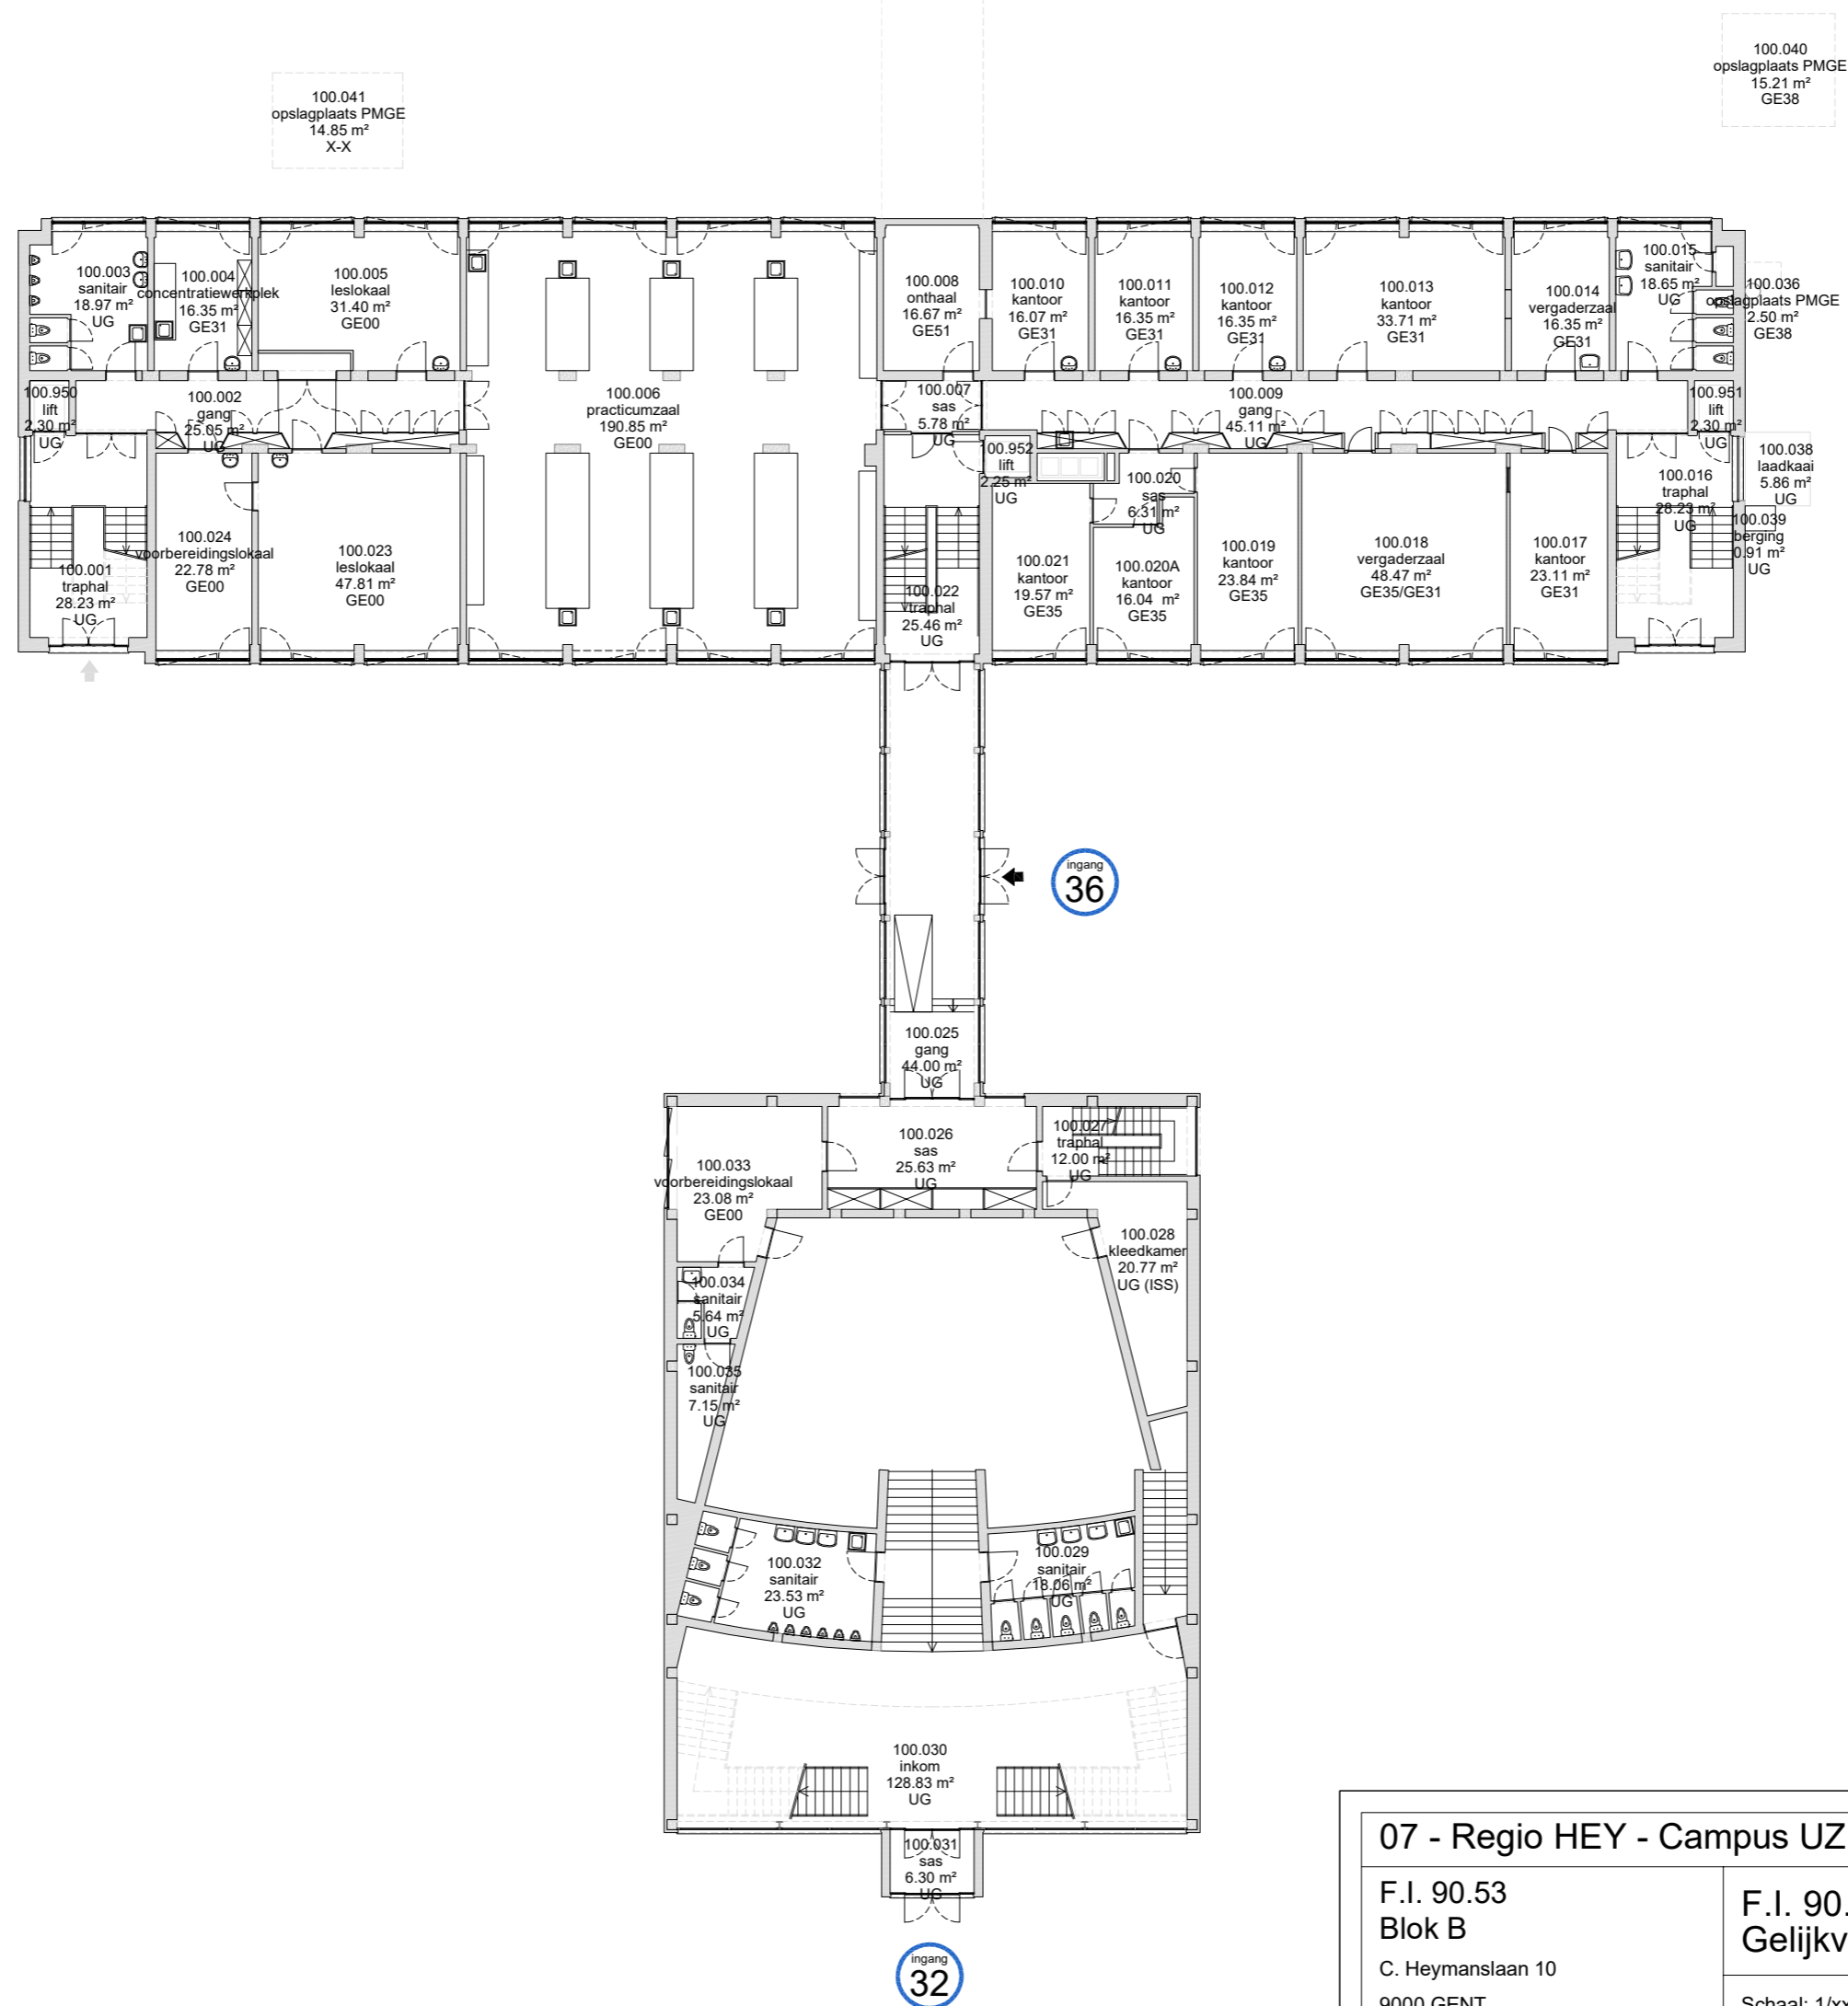 100.040
opslagplaats PMGE
15.21 m²
GE38
100.041
opslagplaats PMGE
14.85 m²
X-X
100.003
sanitair
18.97 m²
UG
100.004
concentratiewerkplek
16.35 m²
GE31
100.005
leslokaal
31.40 m²
GE00
100.006
practicumzaal
190.85 m²
GE00
100.008
onthaal
16.67 m²
GE51
100.010
kantoor
16.07 m²
GE31
100.011
kantoor
16.35 m²
GE31
100.012
kantoor
16.35 m²
GE31
100.013
kantoor
33.71 m²
GE31
100.014
vergaderzaal
16.35 m²
GE31
100.015
sanitair
18.65 m²
UG
100.036
opslagplaats PMGE
2.50 m²
GE38
100.950
lift
2.30 m²
UG
100.002
gang
25.95 m²
UG
100.007
sas
5.78 m²
UG
100.009
gang
45.11 m²
UG
100.951
lift
2.30 m²
UG
100.952
lift
2.25 m²
UG
100.038
laadkaai
5.86 m²
UG
100.016
traphal
28.23 m²
UG
100.039
berging
0.91 m²
UG
100.001
traphal
28.23 m²
UG
100.024
voorbereidingslokaal
22.78 m²
GE00
100.023
leslokaal
47.81 m²
GE00
100.022
traphal
25.46 m²
UG
100.021
kantoor
19.57 m²
GE35
100.020
sas
6.31 m²
UG
100.020A
kantoor
16.04 m²
GE35
100.019
kantoor
23.84 m²
GE35
100.018
vergaderzaal
48.47 m²
GE35/GE31
100.017
kantoor
23.11 m²
GE31
ingang
36
100.025
gang
44.00 m²
UG
100.026
sas
25.63 m²
UG
100.027
traphal
12.00 m²
UG
100.033
voorbereidingslokaal
23.08 m²
GE00
100.028
kleedkamer
20.77 m²
UG (ISS)
100.034
sanitair
5.64 m²
UG
100.035
sanitair
7.15 m²
UG
100.032
sanitair
23.53 m²
UG
100.029
sanitair
18.06 m²
UG
100.030
inkom
128.83 m²
UG
100.031
sas
6.30 m²
UG
ingang
32
07 - Regio HEY - Campus UZ
F.I. 90.53
Blok B
C. Heymanslaan 10
9000 GENT
F.I. 90.
Gelijkv
Schaal: 1/xx